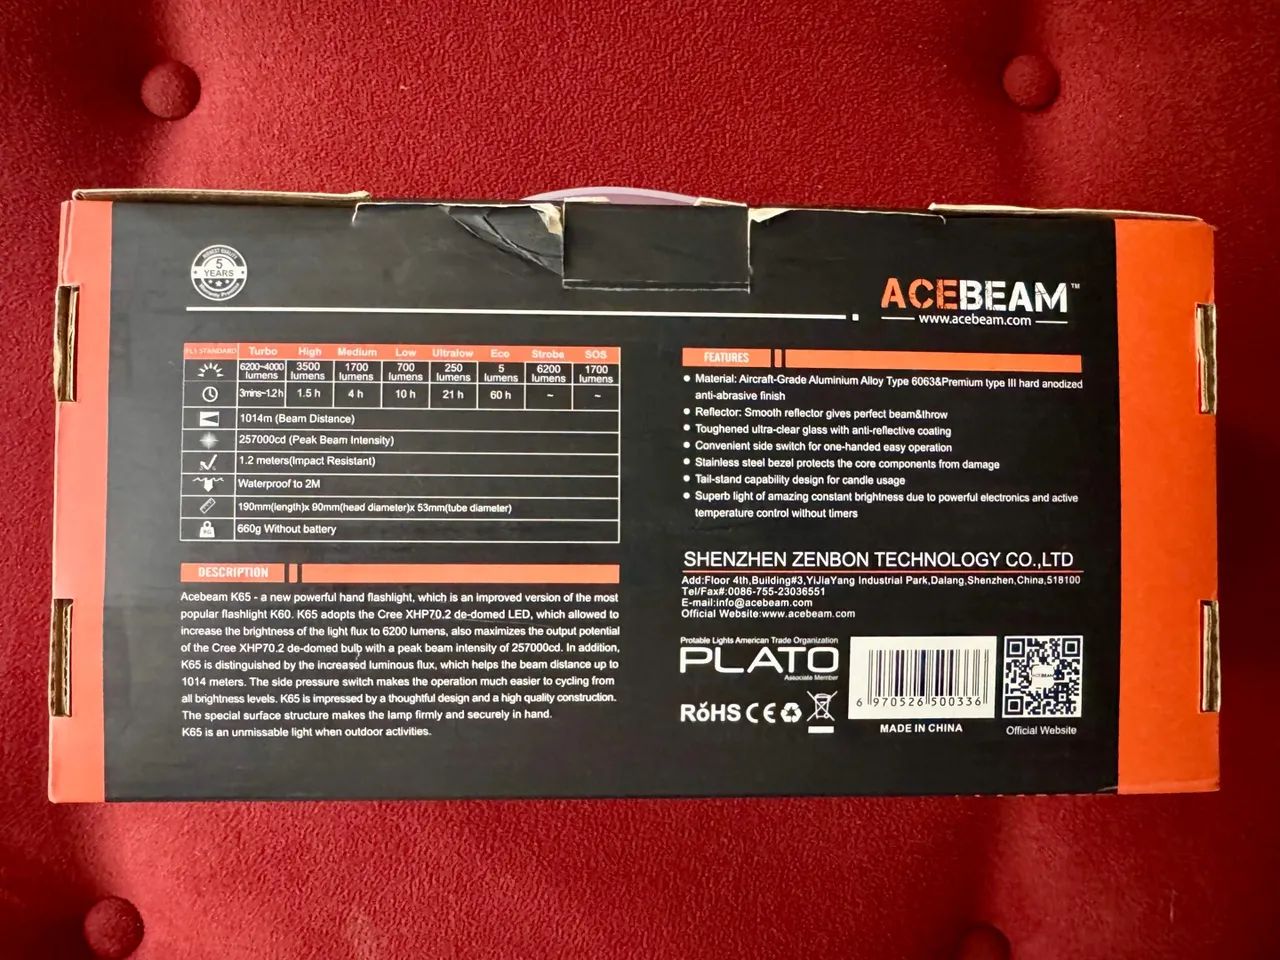 HIGHEST QUALITY
5
YEARS
Warranty Promise
ACEBEAM™
www.acebeam.com
FL1 STANDARD Turbo High Medium Low Ultralow Eco Strobe SOS
6200~4000 lumens 3500 lumens 1700 lumens 700 lumens 250 lumens 5 lumens 6200 lumens 1700 lumens
3mins~1.2h 1.5 h 4 h 10 h 21 h 60 h ~ ~
1014m (Beam Distance)
257000cd (Peak Beam Intensity)
1.2 meters(Impact Resistant)
Waterproof to 2M
190mm(length)x 90mm(head diameter)x 53mm(tube diameter)
660g Without battery
DESCRIPTION
Acebeam K65 - a new powerful hand flashlight, which is an improved version of the most
popular flashlight K60. K65 adopts the Cree XHP70.2 de-domed LED, which allowed to
increase the brightness of the light flux to 6200 lumens, also maximizes the output potential
of the Cree XHP70.2 de-domed bulb with a peak beam intensity of 257000cd. In addition,
K65 is distinguished by the increased luminous flux, which helps the beam distance up to
1014 meters. The side pressure switch makes the operation much easier to cycling from
all brightness levels. K65 is impressed by a thoughtful design and a high quality construction.
The special surface structure makes the lamp firmly and securely in hand.
K65 is an unmissable light when outdoor activities.
FEATURES
Material: Aircraft-Grade Aluminium Alloy Type 6063&Premium type III hard anodized
anti-abrasive finish
Reflector: Smooth reflector gives perfect beam&throw
Toughened ultra-clear glass with anti-reflective coating
Convenient side switch for one-handed easy operation
Stainless steel bezel protects the core components from damage
Tail-stand capability design for candle usage
Superb light of amazing constant brightness due to powerful electronics and active
temperature control without timers
SHENZHEN ZENBON TECHNOLOGY CO.,LTD
Add:Floor 4th,Building#3,YiJiaYang Industrial Park,Dalang,Shenzhen,China,518100
Tel/Fax#:0086-755-23036551
E-mail:info@acebeam.com
Official Website:www.acebeam.com
Protable Lights American Trade Organization
PLATO
Associate Member
RoHS CE
6 970526 500336
MADE IN CHINA
ACEBEAM
Official Website